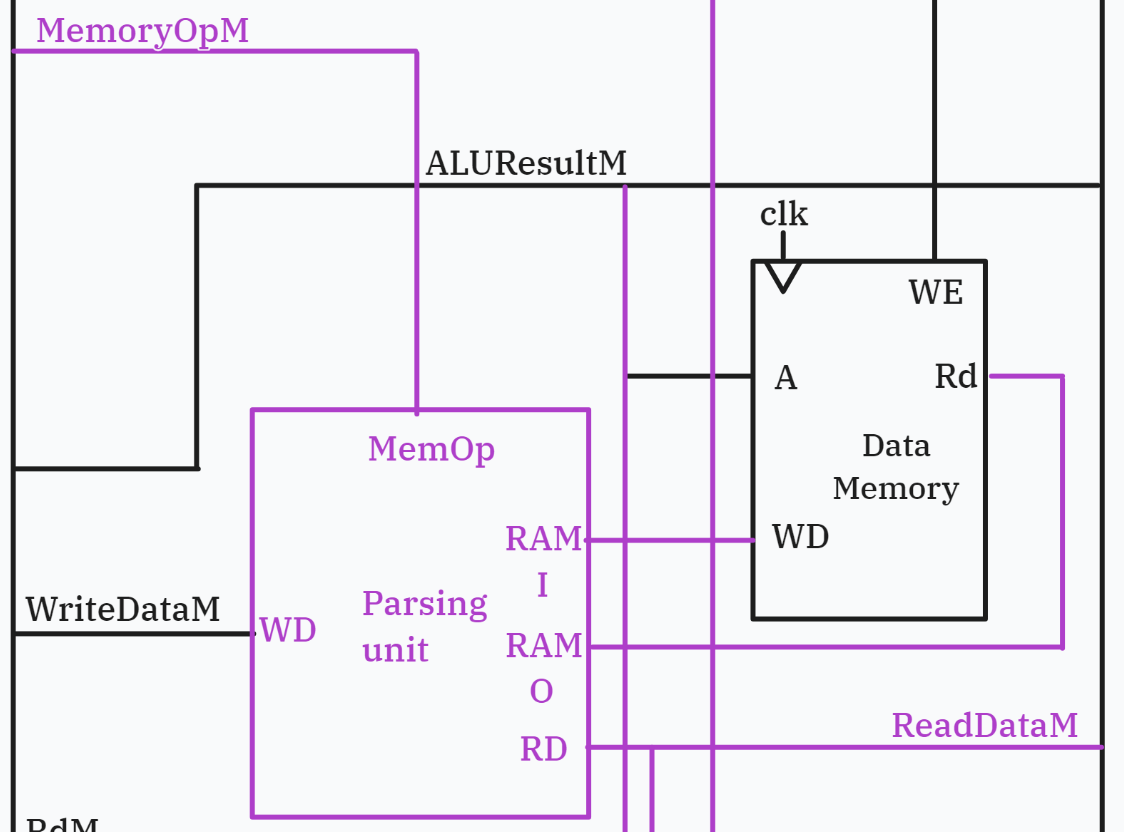 MemoryOpM
ALUResultM
clk
WE
A
Rd
Data
Memory
MemOp
RAM
I
WD
Parsing
unit
WriteDataM
WD
RAM
O
RD
ReadDataM
RdM